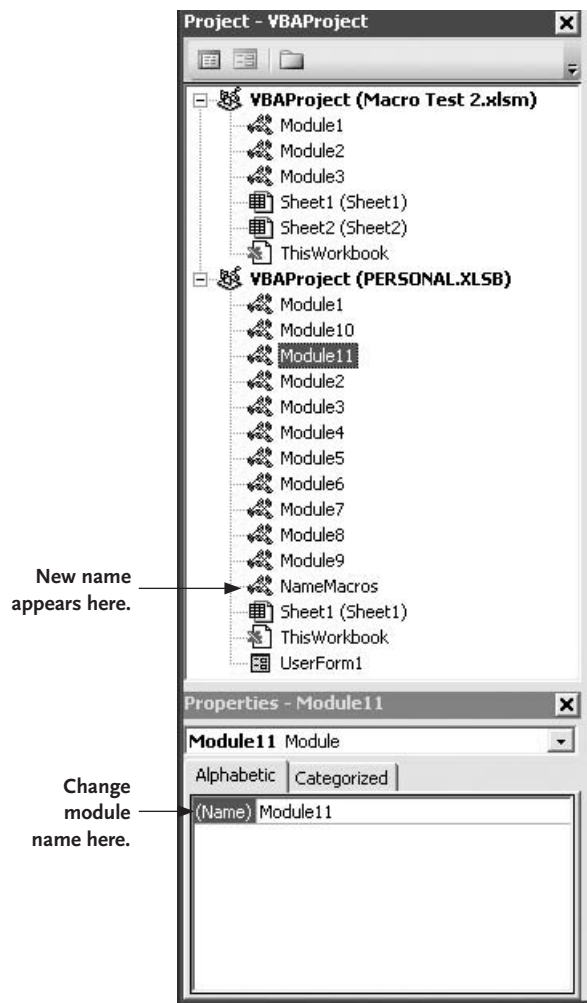 Project - VBAProject
VBAProject (Macro Test 2.xlsm)
Module1
Module2
Module3
Sheet1 (Sheet1)
Sheet2 (Sheet2)
ThisWorkbook
VBAProject (PERSONAL.XLSB)
Module1
Module10
Module11
Module2
Module3
Module4
Module5
Module6
Module7
Module8
Module9
New name
appears here.
NameMacros
Sheet1 (Sheet1)
ThisWorkbook
UserForm1
Properties - Module11
Module11 Module
Alphabetic Categorized
Change
module
name here.
(Name) Module11